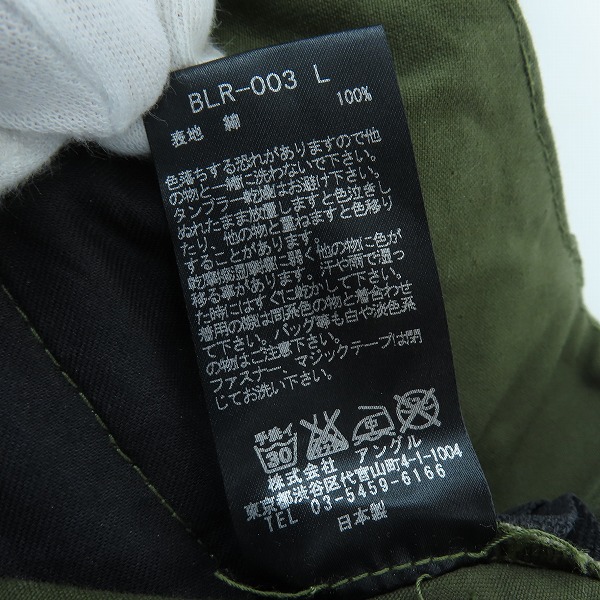 BLR-003 L
表地 綿 100%
色落ちする恐れがありますので他
の物と一緒に洗わないで下さい。
タンブラー乾燥はお避け下さい。
ぬれたまま放置しますと色泣きし
たり、他の物と重ねますと色移り
することがあります。
乾摩擦湿摩擦に弱く、他の物に色が
移る事があります。汗や雨で湿っ
た時にはすぐに乾かして下さい。
着用の際は同系色の物と着合わせ
て下さい。バッグ等も白や淡色系
の物はご注意下さい。
ファスナー、マジックテープは閉
じてお洗い下さい。
手洗イ
30
株式会社 アングル
東京都渋谷区代官山町4-1-1004
TEL 03-5459-6166
日本製